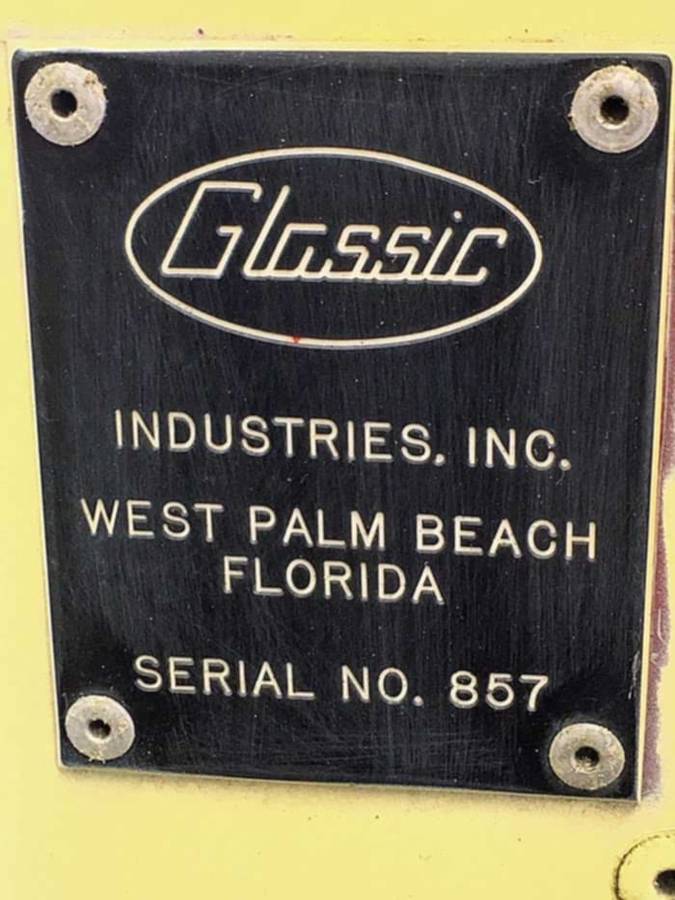 Glassic
INDUSTRIES, INC.
WEST PALM BEACH
FLORIDA
SERIAL NO. 857